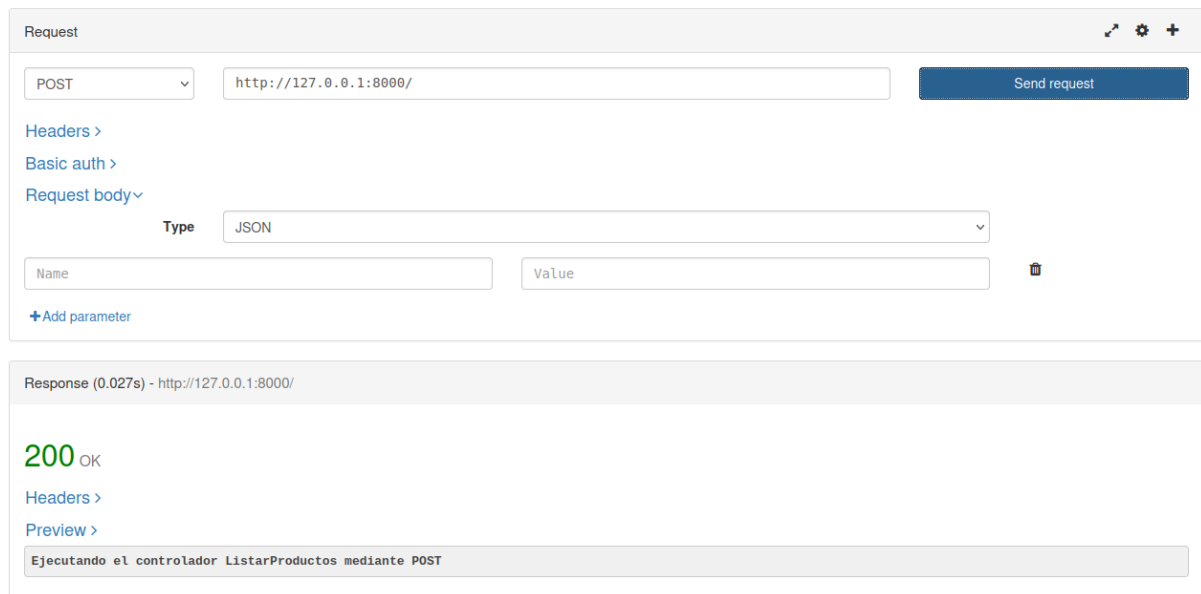 Request
POST
http://127.0.0.1:8000/
Send request
Headers
Basic auth
Request body
Type
JSON
Name
Value
Add parameter
Response (0.027s) - http://127.0.0.1:8000/
200 OK
Headers
Preview
Ejecutando el controlador ListarProductos mediante POST